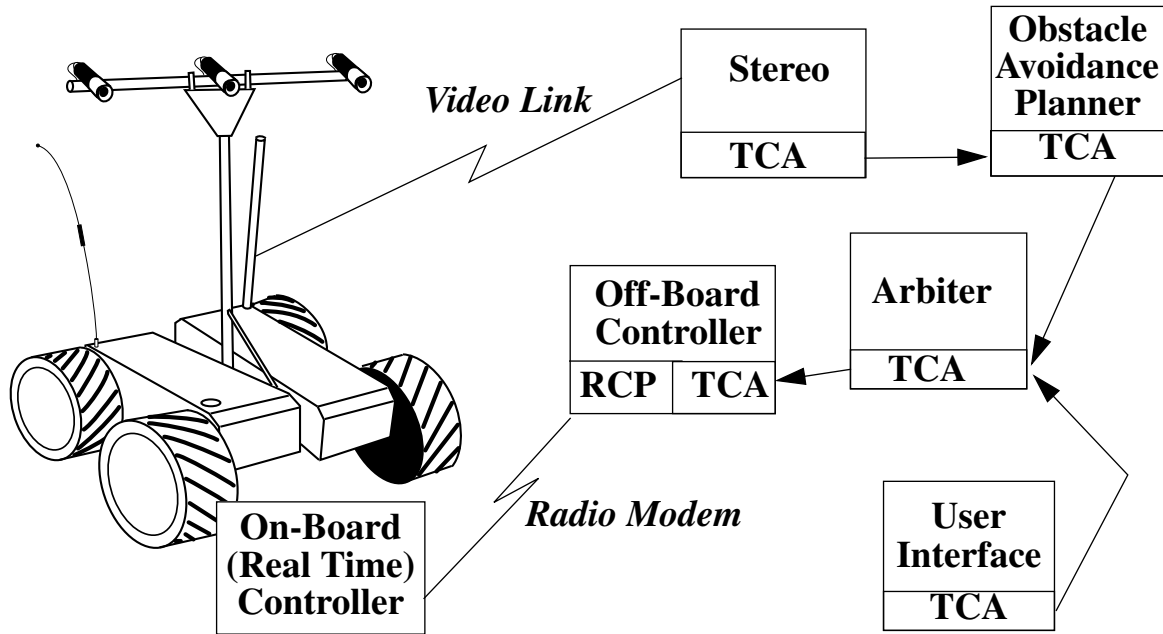 Video Link
Stereo
TCA
Obstacle
Avoidance
Planner
TCA
Off-Board
Controller
RCP
TCA
Arbiter
TCA
Radio Modem
On-Board
(Real Time)
Controller
User
Interface
TCA